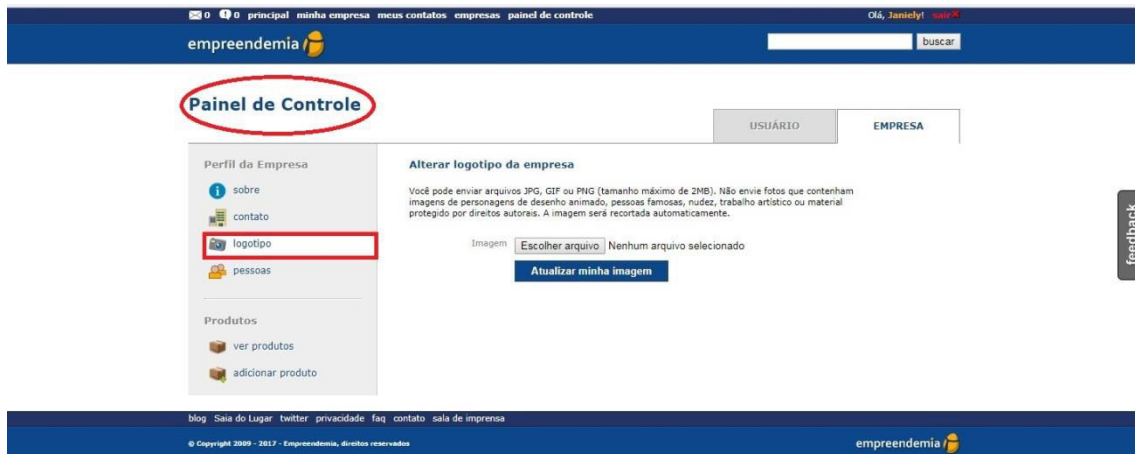 0 0 principal minha empresa meus contatos empresas painel de controle
Olá, Janiely! sair
empreendemia
buscar
Painel de Controle
USUÁRIO
EMPRESA
Perfil da Empresa
sobre
contato
logotipo
pessoas
Produtos
ver produtos
adicionar produto
Alterar logotipo da empresa
Você pode enviar arquivos JPG, GIF ou PNG (tamanho máximo de 2MB). Não envie fotos que contenham
imagens de personagens de desenho animado, pessoas famosas, nudez, trabalho artístico ou material
protegido por direitos autorais. A imagem será recortada automaticamente.
Imagem Escolher arquivo Nenhum arquivo selecionado
Atualizar minha imagem
feedback
blog Saia do Lugar twitter privacidade faq contato sala de imprensa
© Copyright 2009 - 2017 - Empreendemia, direitos reservados
empreendemia